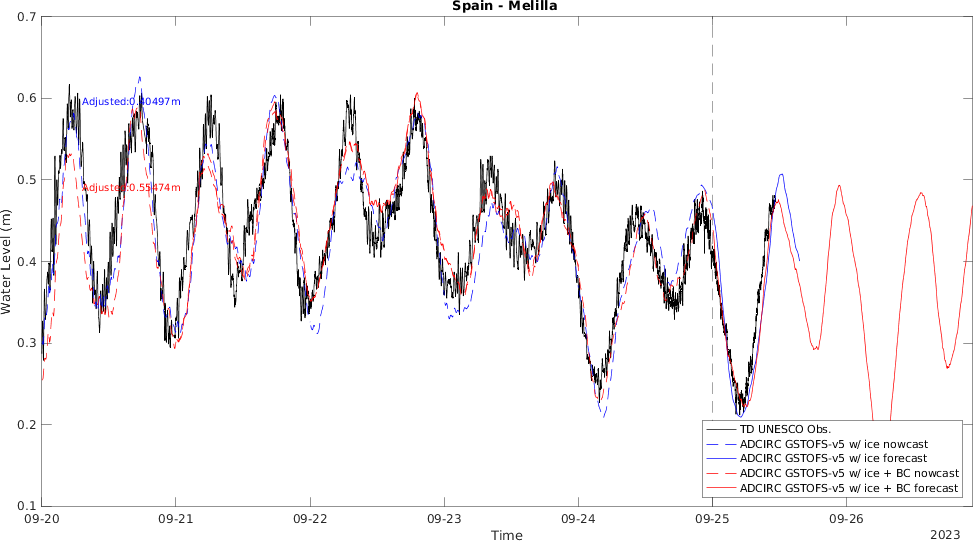 Spain - Melilla
0.7
0.6
0.5
0.4
0.3
0.2
0.1
Water Level (m)
Adjusted:0.40497m
Adjusted:0.55474m
TD UNESCO Obs.
ADCIRC GSTOFS-v5 w/ ice nowcast
ADCIRC GSTOFS-v5 w/ ice forecast
ADCIRC GSTOFS-v5 w/ ice + BC nowcast
ADCIRC GSTOFS-v5 w/ ice + BC forecast
09-20 09-21 09-22 09-23 09-24 09-25 09-26
Time
2023